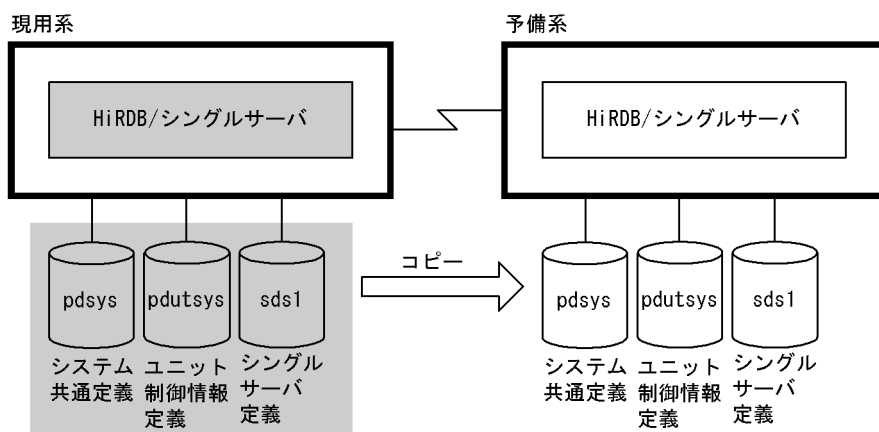 現用系
予備系
HiRDB/シングルサーバ
HiRDB/シングルサーバ
コピー
pdsys
pdutsys
sds1
pdsys
pdutsys
sds1
システム
共通定義
ユニット
制御情報
定義
シングル
サーバ
定義
システム
共通定義
ユニット
制御情報
定義
シングル
サーバ
定義